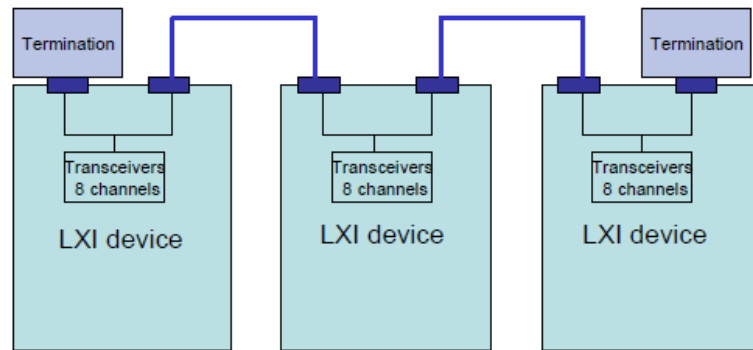 Termination
Termination
Transceivers
8 channels
Transceivers
8 channels
Transceivers
8 channels
LXI device
LXI device
LXI device